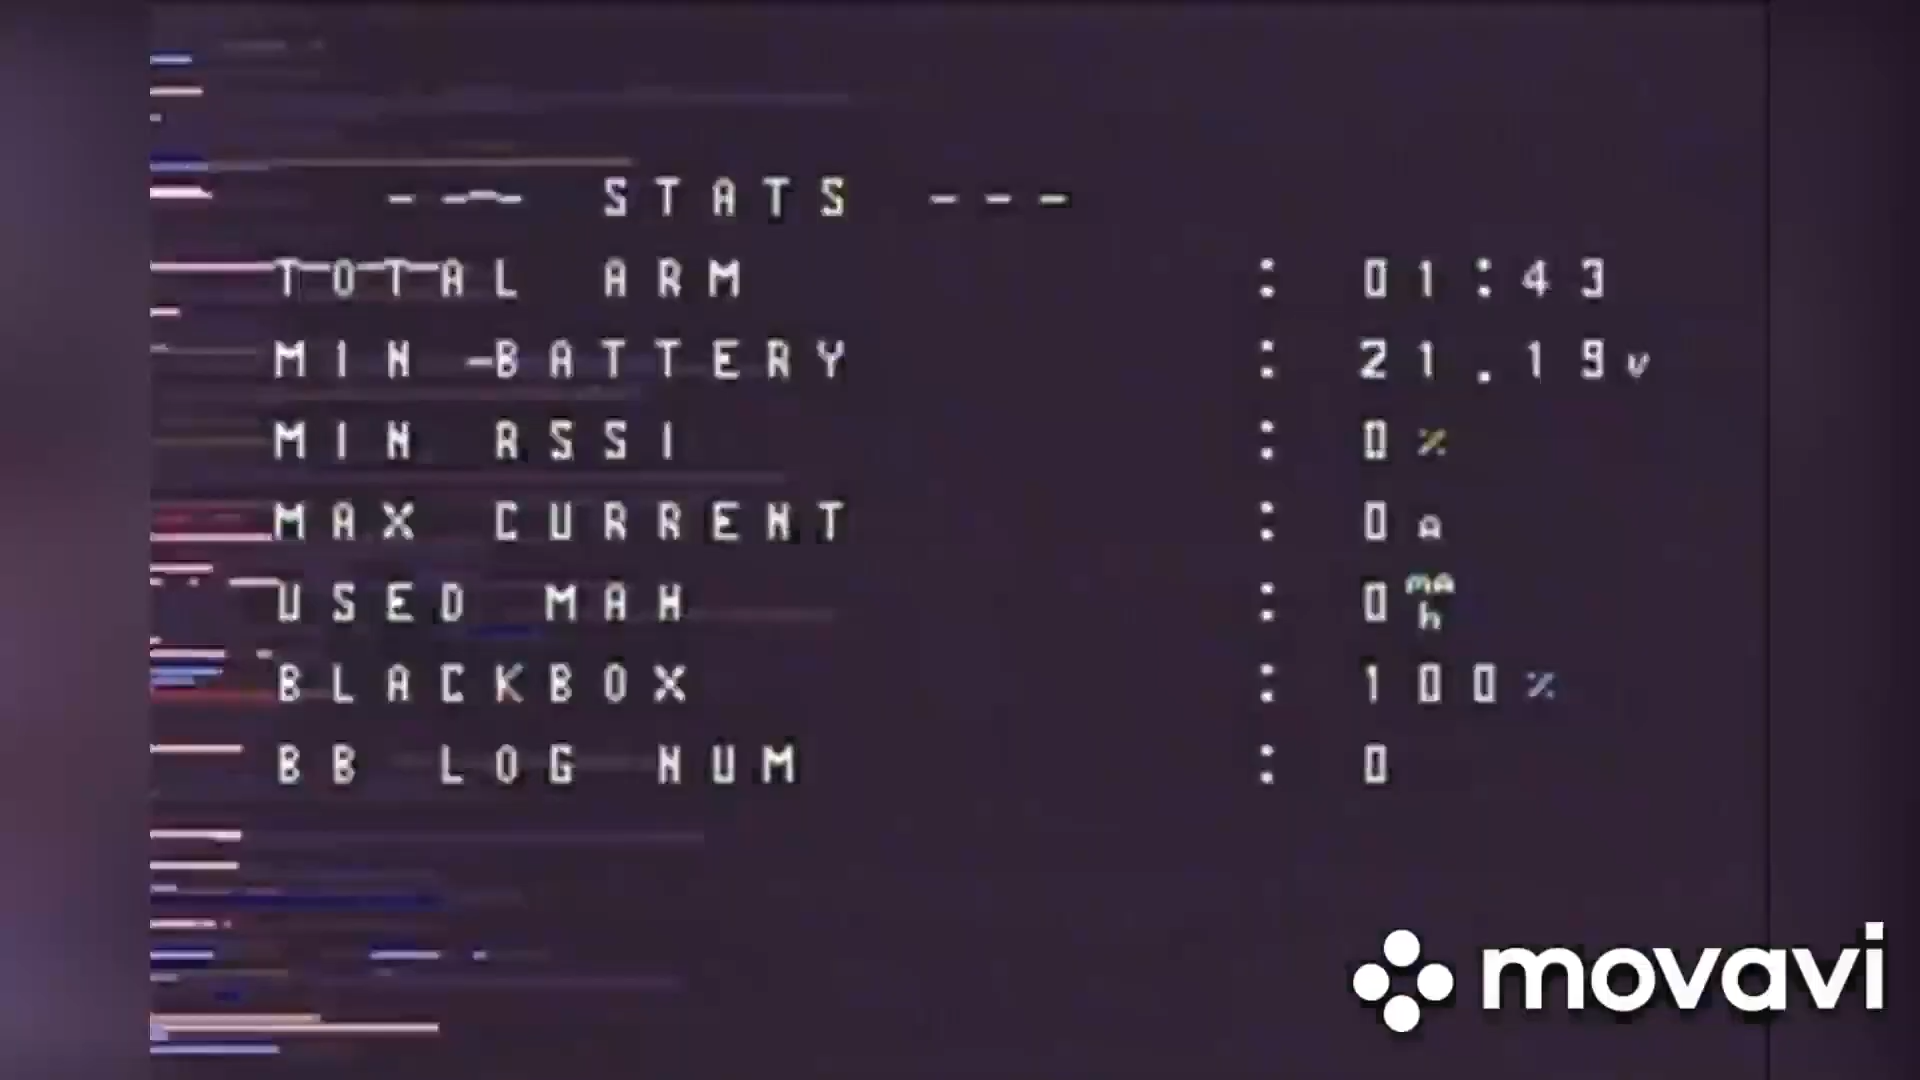 --- STATS ---
TOTAL ARM : 01:43
MIN BATTERY : 21.19V
MIN RSSI : 0%
MAX CURRENT : 0A
USED MAH : 0mAh
BLACKBOX : 100%
BB LOG NUM : 0
movavi